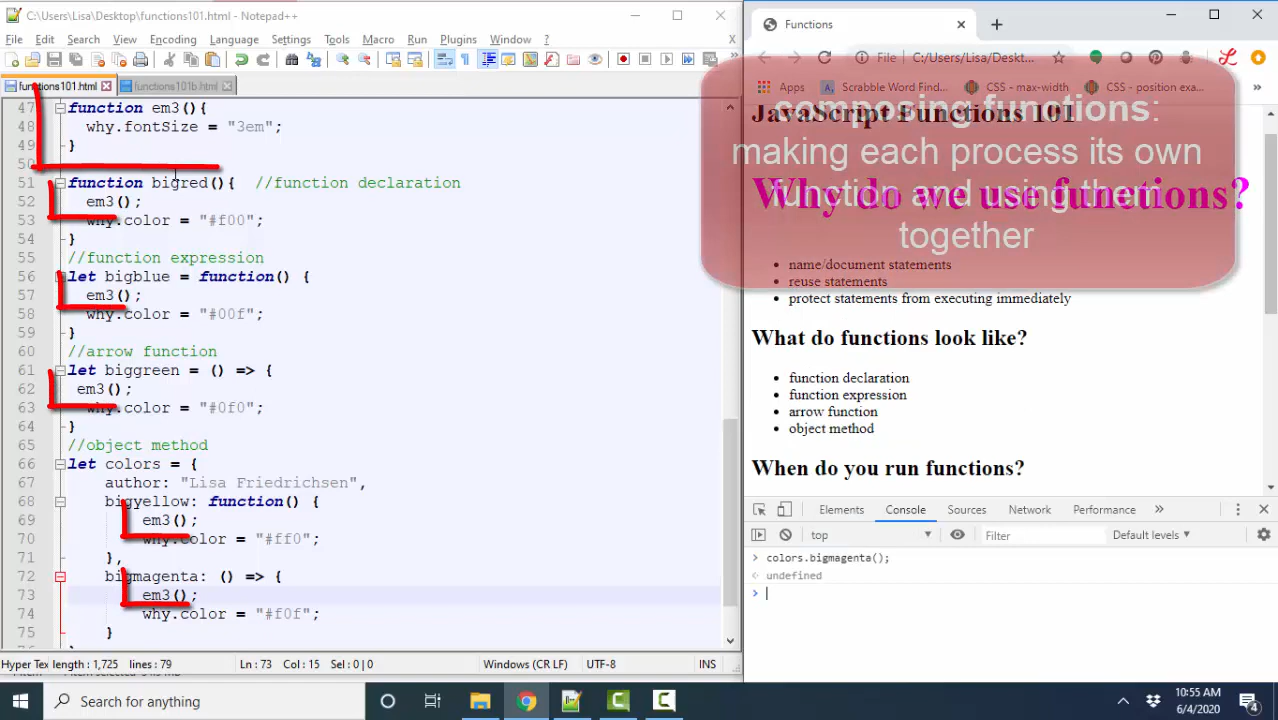 C:\Users\Lisa\Desktop\functions101.html - Notepad++
File Edit Search View Encoding Language Settings Tools Macro Run Plugins Window ?
functions101.html functions101b.html
47 function em3(){
48 why.fontSize = "3em";
49 }
50
51 function bigred(){ //function declaration
52 em3();
53 why.color = "#f00";
54 }
55 //function expression
56 let bigblue = function() {
57 em3();
58 why.color = "#00f";
59 }
60 //arrow function
61 let biggreen = () => {
62 em3();
63 why.color = "#0f0";
64 }
65 //object method
66 let colors = {
67 author: "Lisa Friedrichsen",
68 bigyellow: function() {
69 em3();
70 why.color = "#ff0";
71 },
72 bigmagenta: () => {
73 em3();
74 why.color = "#f0f";
75 }
Hyper Tex length : 1,725 lines : 79 Ln : 73 Col : 15 Sel : 0 | 0 Windows (CR LF) UTF-8 INS
Functions
File C:/Users/Lisa/Deskt...
Apps Scrabble Word Find... CSS - max-width CSS - position exa...
JavaScript Functions 101
composing functions:
making each process its own
function and using them
together
Why do we use functions?
name/document statements
reuse statements
protect statements from executing immediately
What do functions look like?
function declaration
function expression
arrow function
object method
When do you run functions?
Elements Console Sources Network Performance
top Filter Default levels
colors.bigmagenta();
undefined
Search for anything
10:55 AM
6/4/2020
4